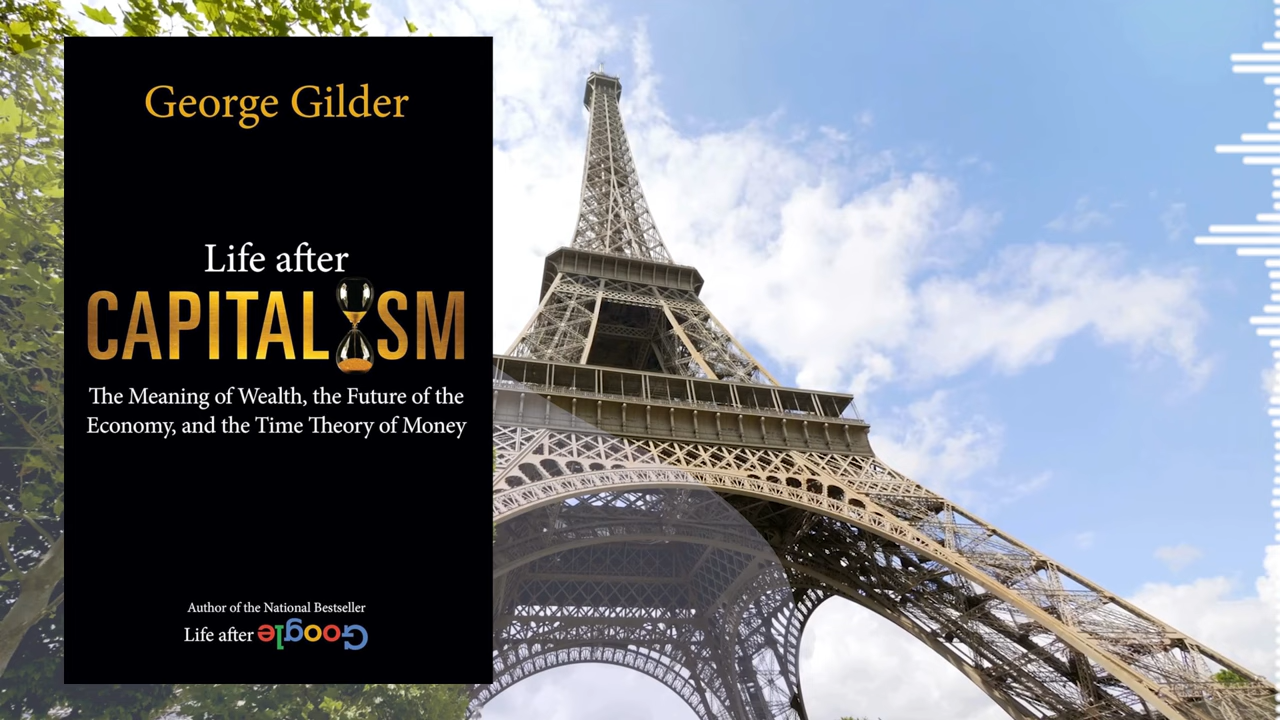 George Gilder
Life after
CAPITALISM
The Meaning of Wealth, the Future of the
Economy, and the Time Theory of Money
Author of the National Bestseller
Life after Google